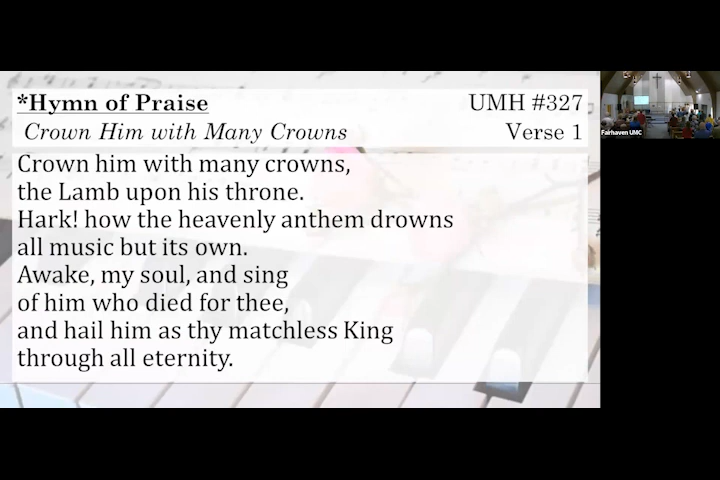 *Hymn of Praise UMH #327
Crown Him with Many Crowns Verse 1
Crown him with many crowns,
the Lamb upon his throne.
Hark! how the heavenly anthem drowns
all music but its own.
Awake, my soul, and sing
of him who died for thee,
and hail him as thy matchless King
through all eternity.
Fairhaven UMC